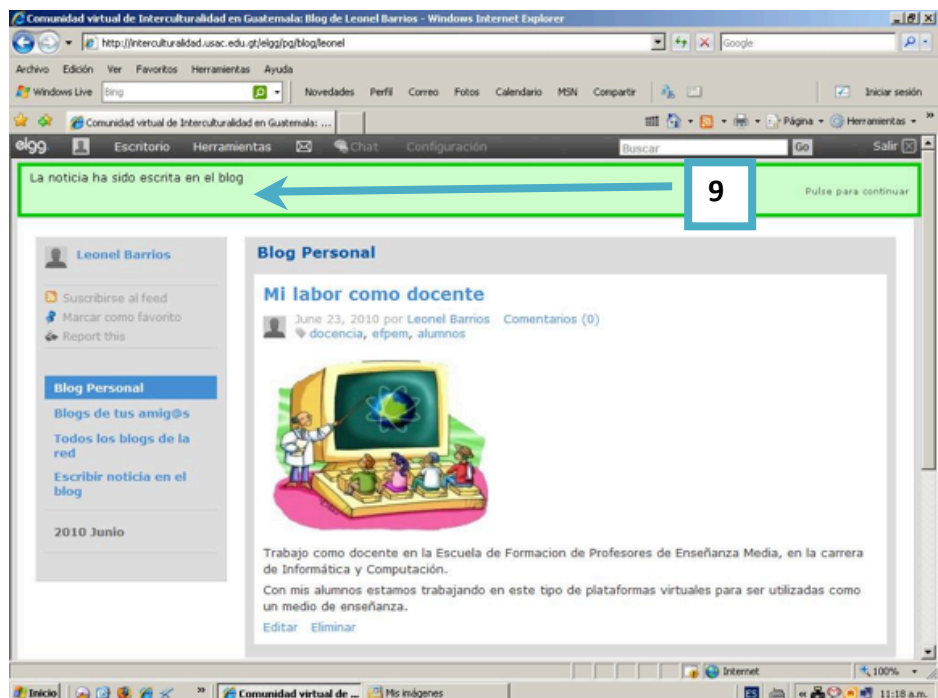 Comunidad virtual de Interculturalidad en Guatemala: Blog de Leonel Barrios - Windows Internet Explorer
http://interculturalidad.usac.edu.gt/elgg/pg/blog/leonel
Google
Archivo Edición Ver Favoritos Herramientas Ayuda
Windows Live Bing Novedades Perfil Correo Fotos Calendario MSN Compartir Iniciar sesión
Comunidad virtual de Interculturalidad en Guatemala: ... Página Herramientas
elgg Escritorio Herramientas Chat Configuración Buscar Go Salir
La noticia ha sido escrita en el blog
9
Pulse para continuar
Leonel Barrios
Suscribirse al feed
Marcar como favorito
Report this
Blog Personal
Blogs de tus amig@s
Todos los blogs de la
red
Escribir noticia en el
blog
2010 Junio
Blog Personal
Mi labor como docente
June 23, 2010 por Leonel Barrios Comentarios (0)
docencia, efpem, alumnos
Trabajo como docente en la Escuela de Formacion de Profesores de Enseñanza Media, en la carrera
de Informática y Computación.
Con mis alumnos estamos trabajando en este tipo de plataformas virtuales para ser utilizadas como
un medio de enseñanza.
Editar Eliminar
Internet 100%
Inicio Comunidad virtual de ... Mis imágenes ES 11:18 a.m.